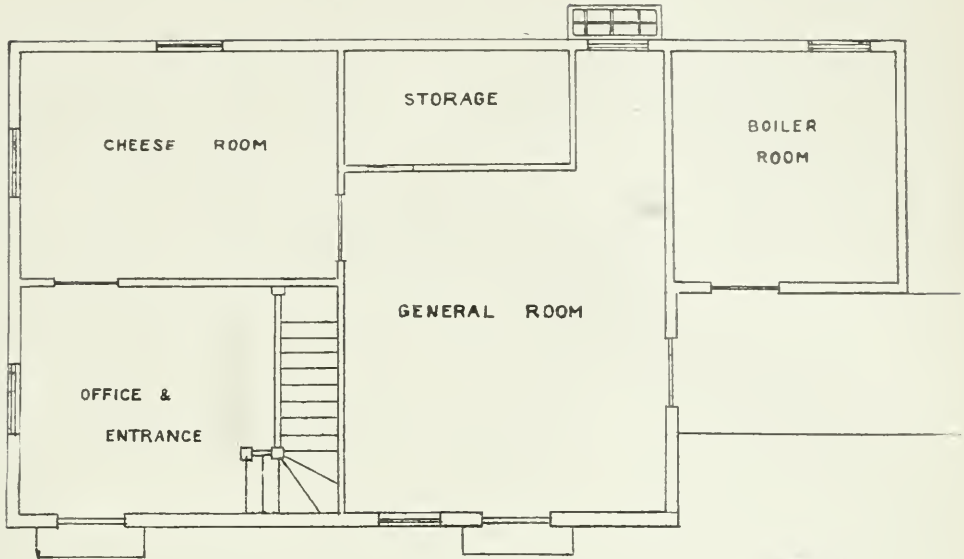 CHEESE ROOM
STORAGE
BOILER
ROOM
GENERAL ROOM
OFFICE &
ENTRANCE